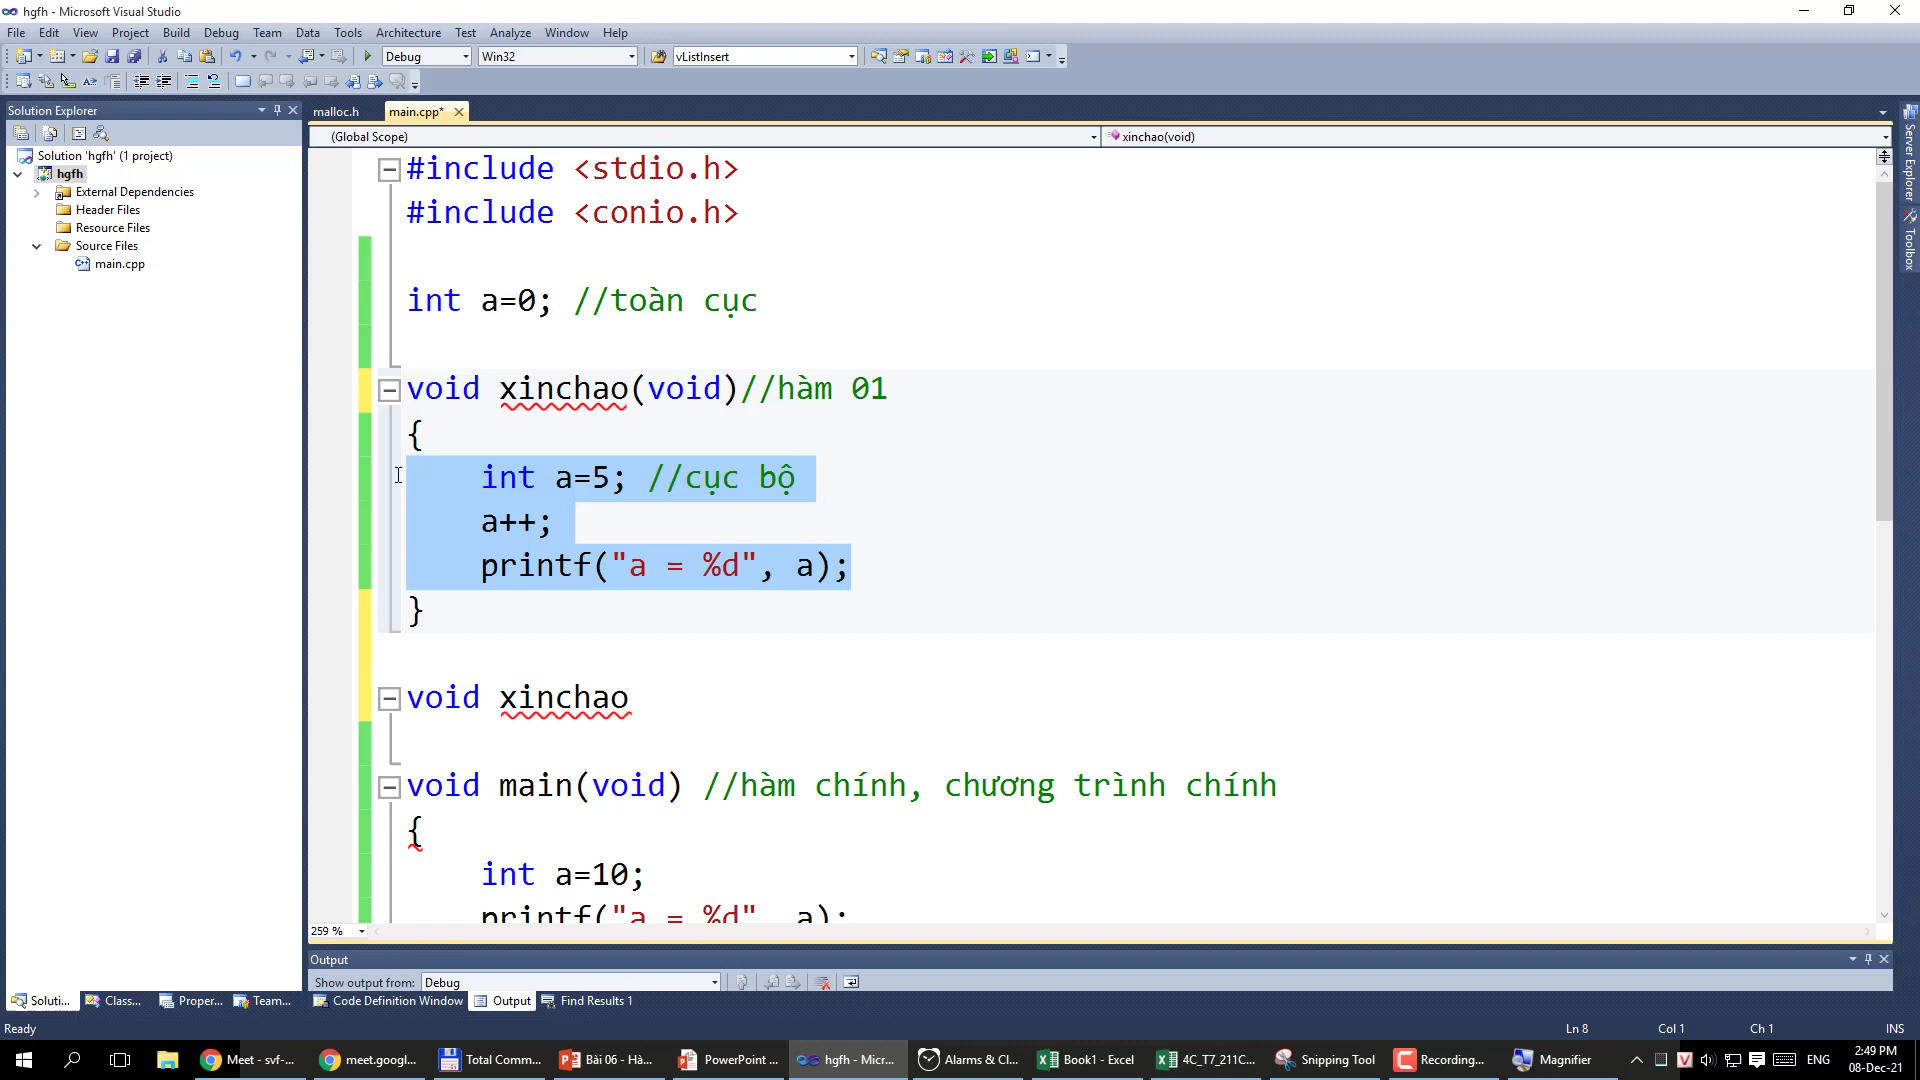 hgfh - Microsoft Visual Studio
File Edit View Project Build Debug Team Data Tools Architecture Test Analyze Window Help
Debug Win32 vListInsert
Solution Explorer
malloc.h main.cpp*
(Global Scope) xinchao(void)
Solution 'hgfh' (1 project)
hgfh
External Dependencies
Header Files
Resource Files
Source Files
main.cpp
#include <stdio.h>
#include <conio.h>
int a=0; //toàn cục
void xinchao(void)//hàm 01
{
int a=5; //cục bộ
a++;
printf("a = %d", a);
}
void xinchao
void main(void) //hàm chính, chương trình chính
{
int a=10;
printf("a = %d", a);
259 %
Server Explorer
Toolbox
Output
Show output from: Debug
Soluti... Class... Proper... Team... Code Definition Window Output Find Results 1
Ready Ln 8 Col 1 Ch 1 INS
Meet - svf-... meet.googl... Total Comm... Bài 06 - Hà... PowerPoint ... hgfh - Micr... Alarms & Cl... Book1 - Excel 4C_T7_211C... Snipping Tool Recording... Magnifier ENG 2:49 PM
08-Dec-21